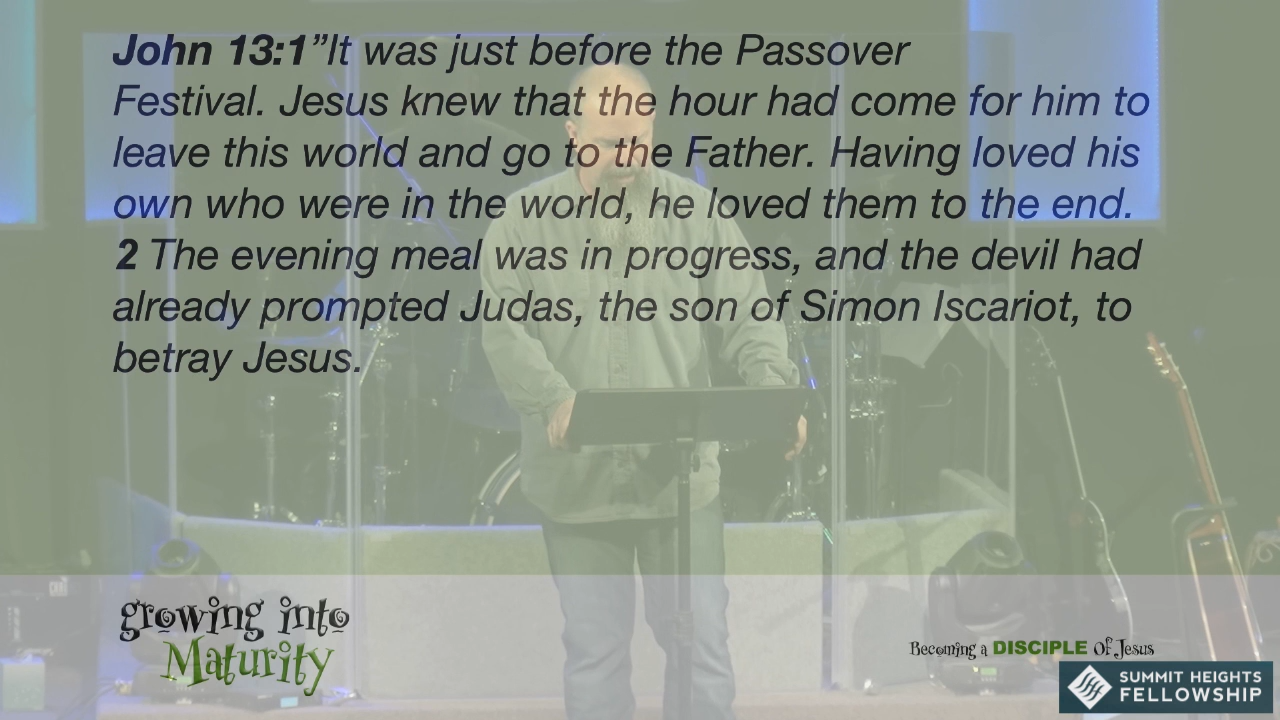 John 13:1”It was just before the Passover
Festival. Jesus knew that the hour had come for him to
leave this world and go to the Father. Having loved his
own who were in the world, he loved them to the end.
2 The evening meal was in progress, and the devil had
already prompted Judas, the son of Simon Iscariot, to
betray Jesus.
growing into
Maturity
Becoming a DISCIPLE Of Jesus
SUMMIT HEIGHTS
FELLOWSHIP